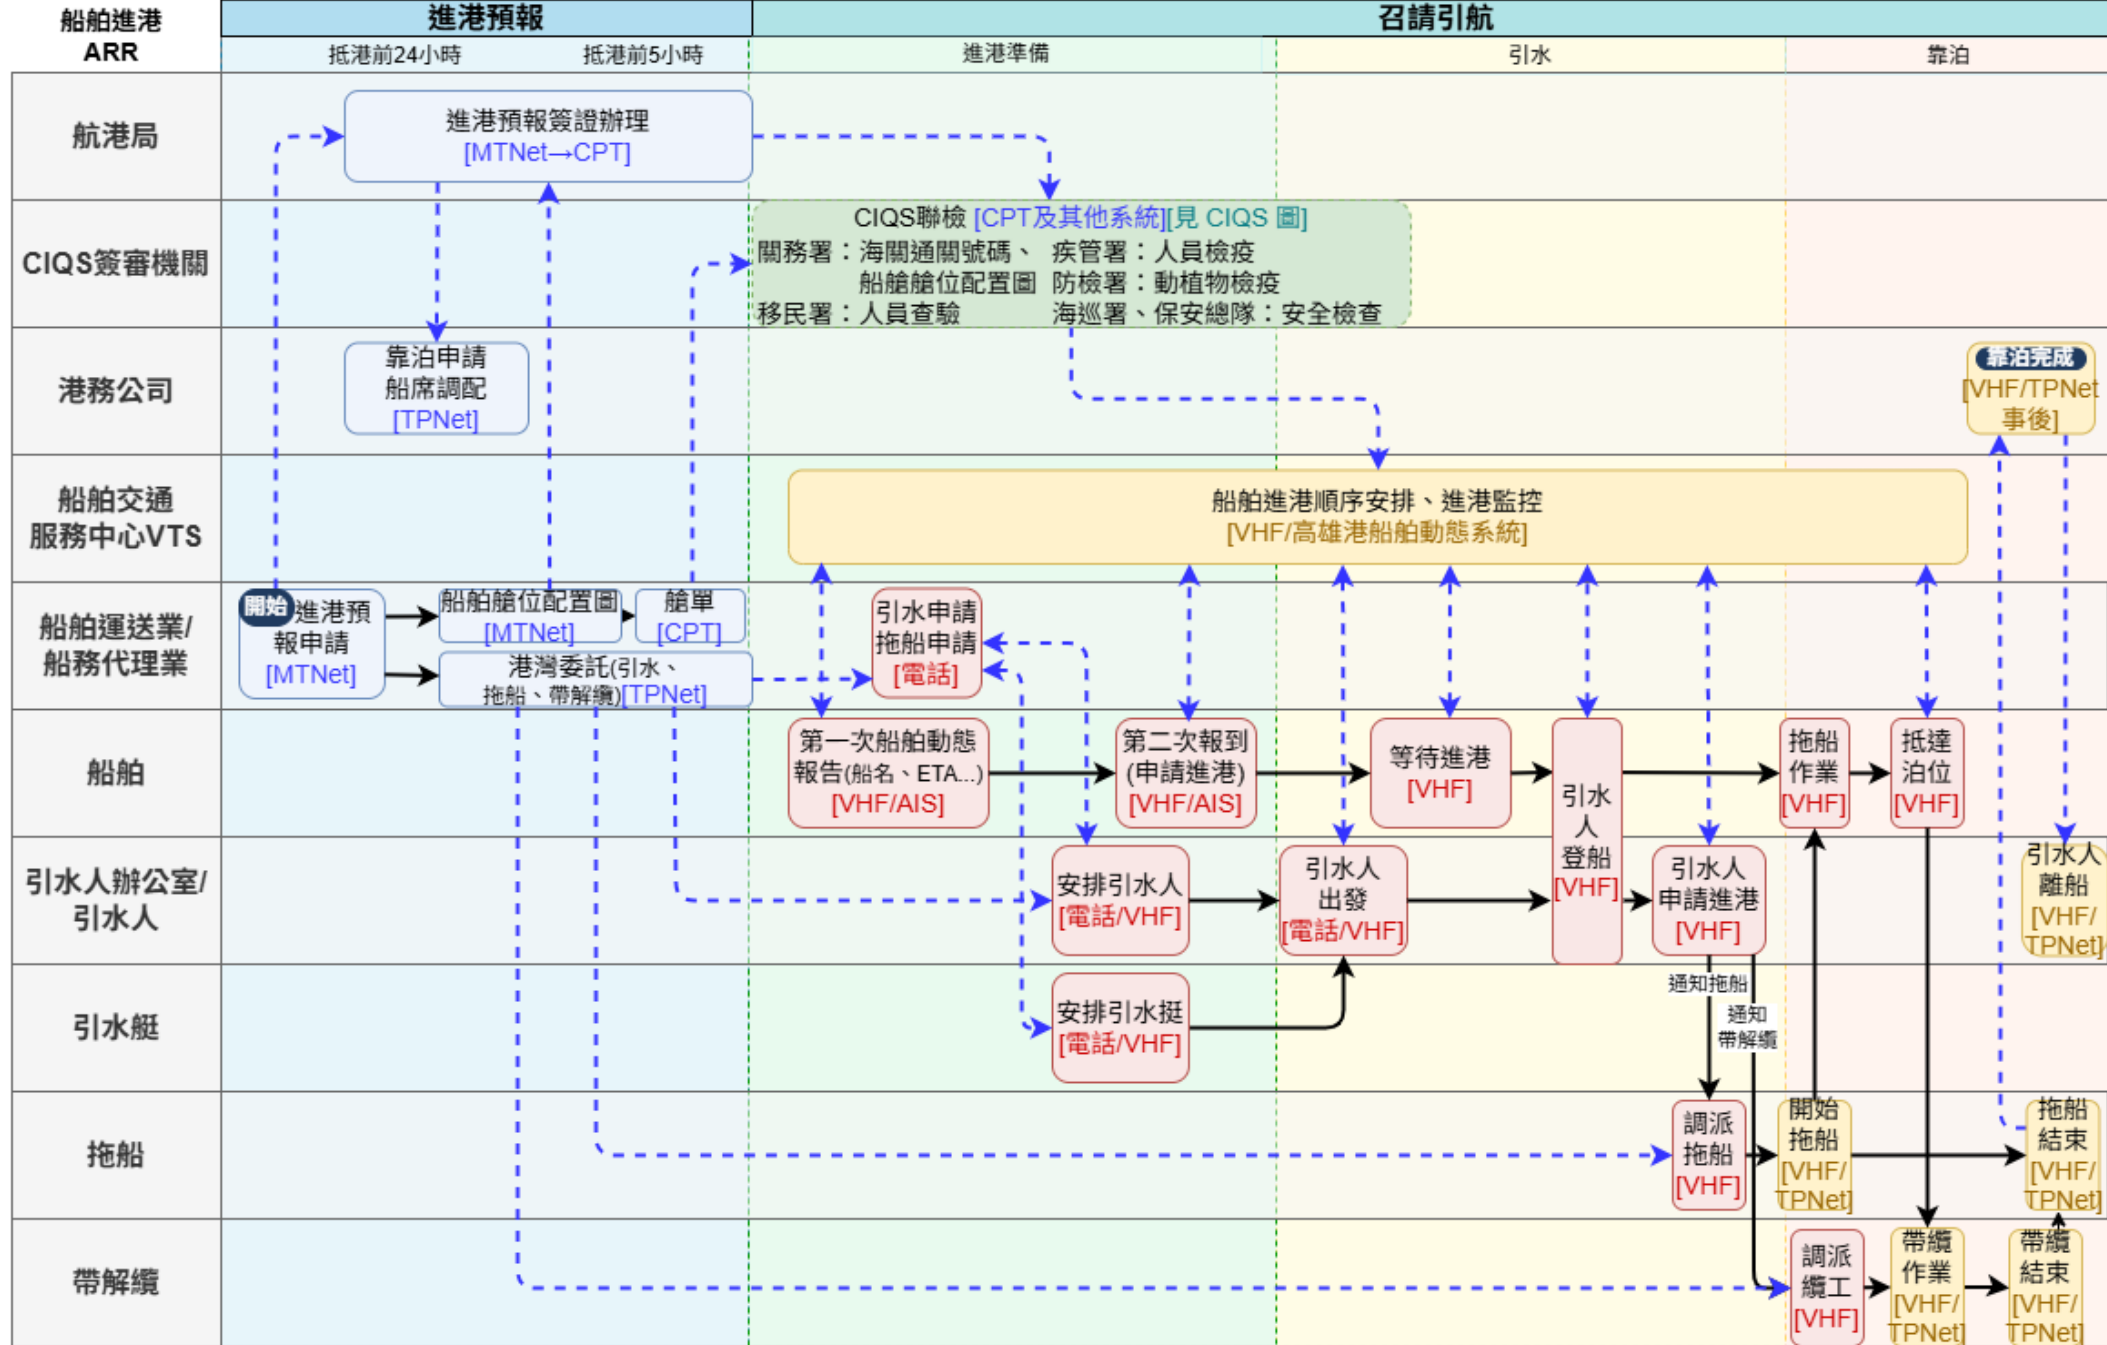 船舶進港
ARR
進港預報
召請引航
抵港前24小時
抵港前5小時
進港準備
引水
靠泊
航港局
進港預報簽證辦理
[MTNet→CPT]
CIQS簽審機關
CIQS聯檢 [CPT及其他系統][見 CIQS 圖]
關務署：海關通關號碼、 疾管署：人員檢疫
船艙艙位配置圖 防檢署：動植物檢疫
移民署：人員查驗 海巡署、保安總隊：安全檢查
港務公司
靠泊申請
船席調配
[TPNet]
靠泊完成
[VHF/TPNet
事後]
船舶交通
服務中心VTS
船舶進港順序安排、進港監控
[VHF/高雄港船舶動態系統]
船舶運送業/
船務代理業
開始 進港預
報申請
[MTNet]
船舶艙位配置圖
[MTNet]
艙單
[CPT]
港灣委託(引水、
拖船、帶解纜)[TPNet]
引水申請
拖船申請
[電話]
船舶
第一次船舶動態
報告(船名、ETA...)
[VHF/AIS]
第二次報到
(申請進港)
[VHF/AIS]
等待進港
[VHF]
引水
人
登船
[VHF]
拖船
作業
[VHF]
抵達
泊位
[VHF]
引水人辦公室/
引水人
安排引水人
[電話/VHF]
引水人
出發
[電話/VHF]
引水人
申請進港
[VHF]
引水人
離船
[VHF/
TPNet]
引水艇
安排引水挺
[電話/VHF]
通知拖船
通知
帶解纜
拖船
調派
拖船
[VHF]
開始
拖船
[VHF/
TPNet]
拖船
結束
[VHF/
TPNet]
帶解纜
調派
纜工
[VHF]
帶纜
作業
[VHF/
TPNet]
帶纜
結束
[VHF/
TPNet]